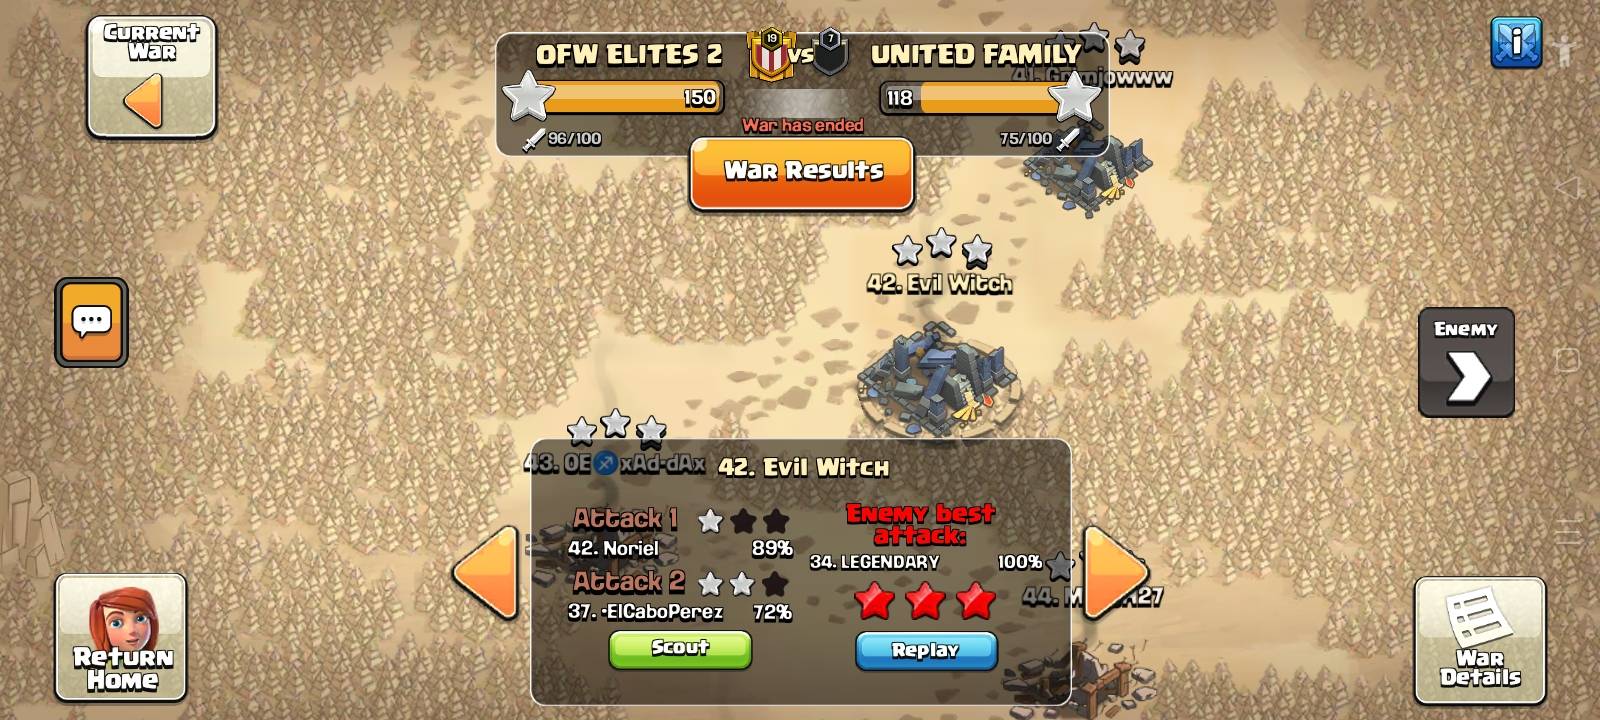 Current
War
OFW ELITES 2
19
vs
7
UNITED FAMILY
150
118
War has ended
96/100
75/100
War Results
42. Evil Witch
Enemy
43. OE♐xAd-dAx
42. Evil Witch
Attack 1
42. Noriel
89%
Attack 2
37. -ElCaboPerez
72%
Scout
Enemy best
attack:
34. LEGENDARY
100%
Replay
44.
Return
Home
War
Details